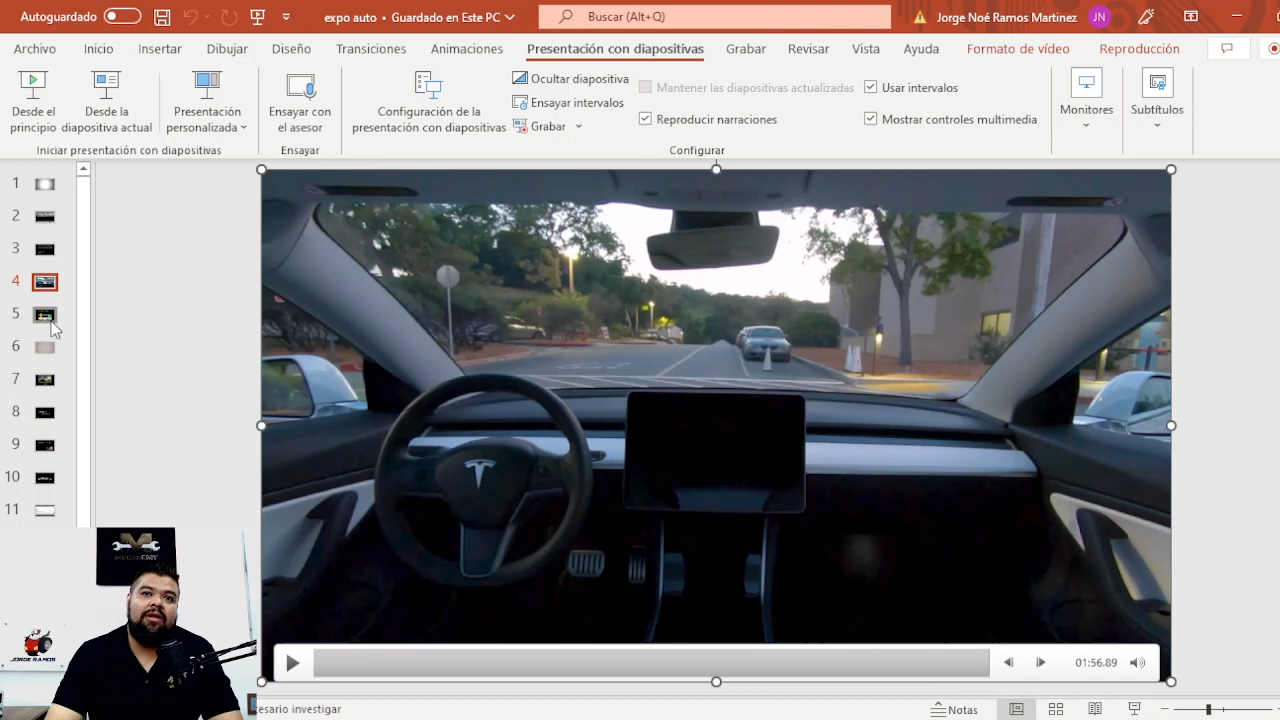 Autoguardado
expo auto • Guardado en Este PC
Buscar (Alt+Q)
Jorge Noé Ramos Martinez
JN
Archivo
Inicio
Insertar
Dibujar
Diseño
Transiciones
Animaciones
Presentación con diapositivas
Grabar
Revisar
Vista
Ayuda
Formato de vídeo
Reproducción
Desde el principio
Desde la diapositiva actual
Presentación personalizada
Iniciar presentación con diapositivas
Ensayar con el asesor
Ensayar
Configuración de la presentación con diapositivas
Ocultar diapositiva
Ensayar intervalos
Grabar
Mantener las diapositivas actualizadas
Reproducir narraciones
Usar intervalos
Mostrar controles multimedia
Configurar
Monitores
Subtítulos
1
2
3
4
5
6
7
8
9
10
11
JORGE RAMOS
01:56.89
cesario investigar
Notas